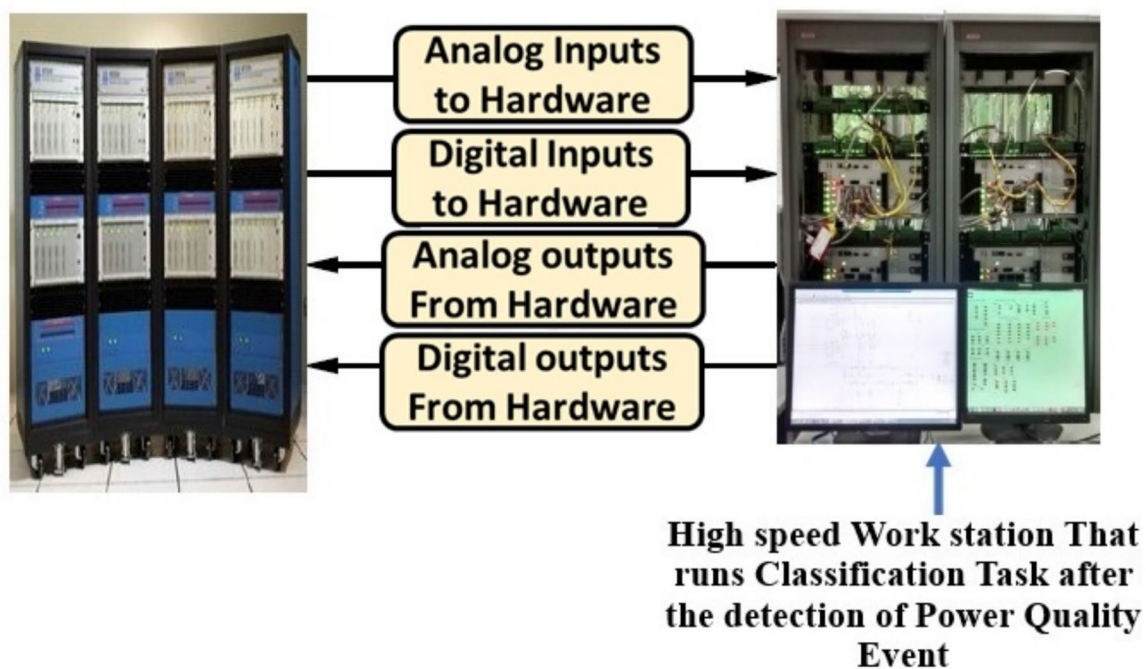 Analog Inputs
to Hardware
Digital Inputs
to Hardware
Analog outputs
From Hardware
Digital outputs
From Hardware
High speed Work station That
runs Classification Task after
the detection of Power Quality
Event